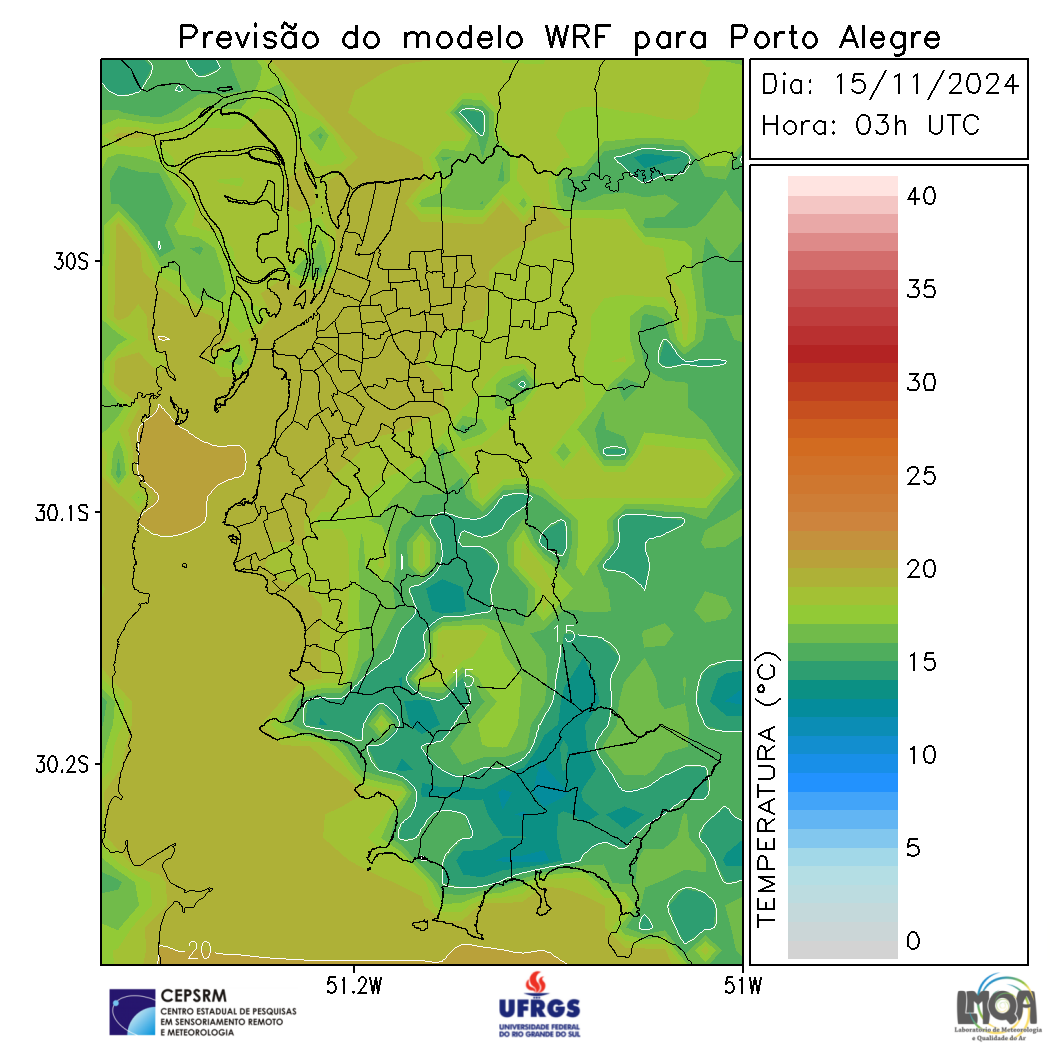 Previsão do modelo WRF para Porto Alegre
Dia: 15/11/2024
Hora: 03h UTC
30S
30.1S
30.2S
51.2W
51W
15
15
20
TEMPERATURA (°C)
40
35
30
25
20
15
10
5
0
CEPSRM
CENTRO ESTADUAL DE PESQUISAS
EM SENSORIAMENTO REMOTO
E METEOROLOGIA
UFRGS
UNIVERSIDADE FEDERAL
DO RIO GRANDE DO SUL
LMQA
Laboratório de Meteorologia
e Qualidade do Ar